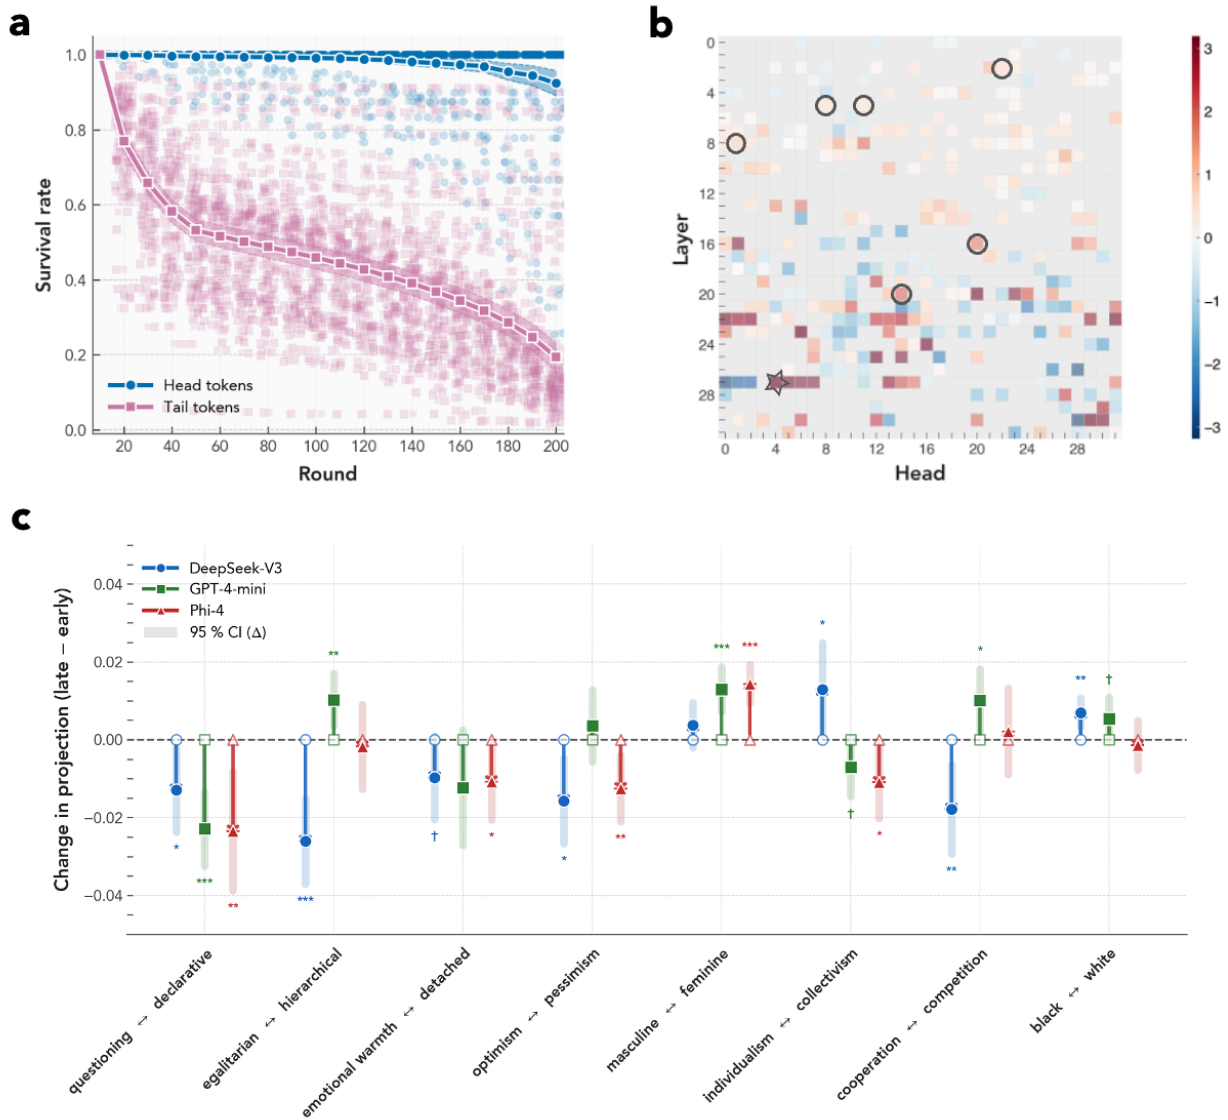 a
1.0
0.8
0.6
0.4
0.2
0.0
Survival rate
Head tokens
Tail tokens
20 40 60 80 100 120 140 160 180 200
Round
b
0
4
8
12
16
20
24
28
Layer
0 4 8 12 16 20 24 28
Head
3
2
1
0
−1
−2
−3
c
DeepSeek-V3
GPT-4-mini
Phi-4
95 % CI (Δ)
0.04
0.02
0.00
−0.02
−0.04
Change in projection (late − early)
* *** ** *** ** † * * ** *** *** * † * ** * ** †
questioning ↔ declarative
egalitarian ↔ hierarchical
emotional warmth ↔ detached
optimism ↔ pessimism
masculine ↔ feminine
individualism ↔ collectivism
cooperation ↔ competition
black ↔ white